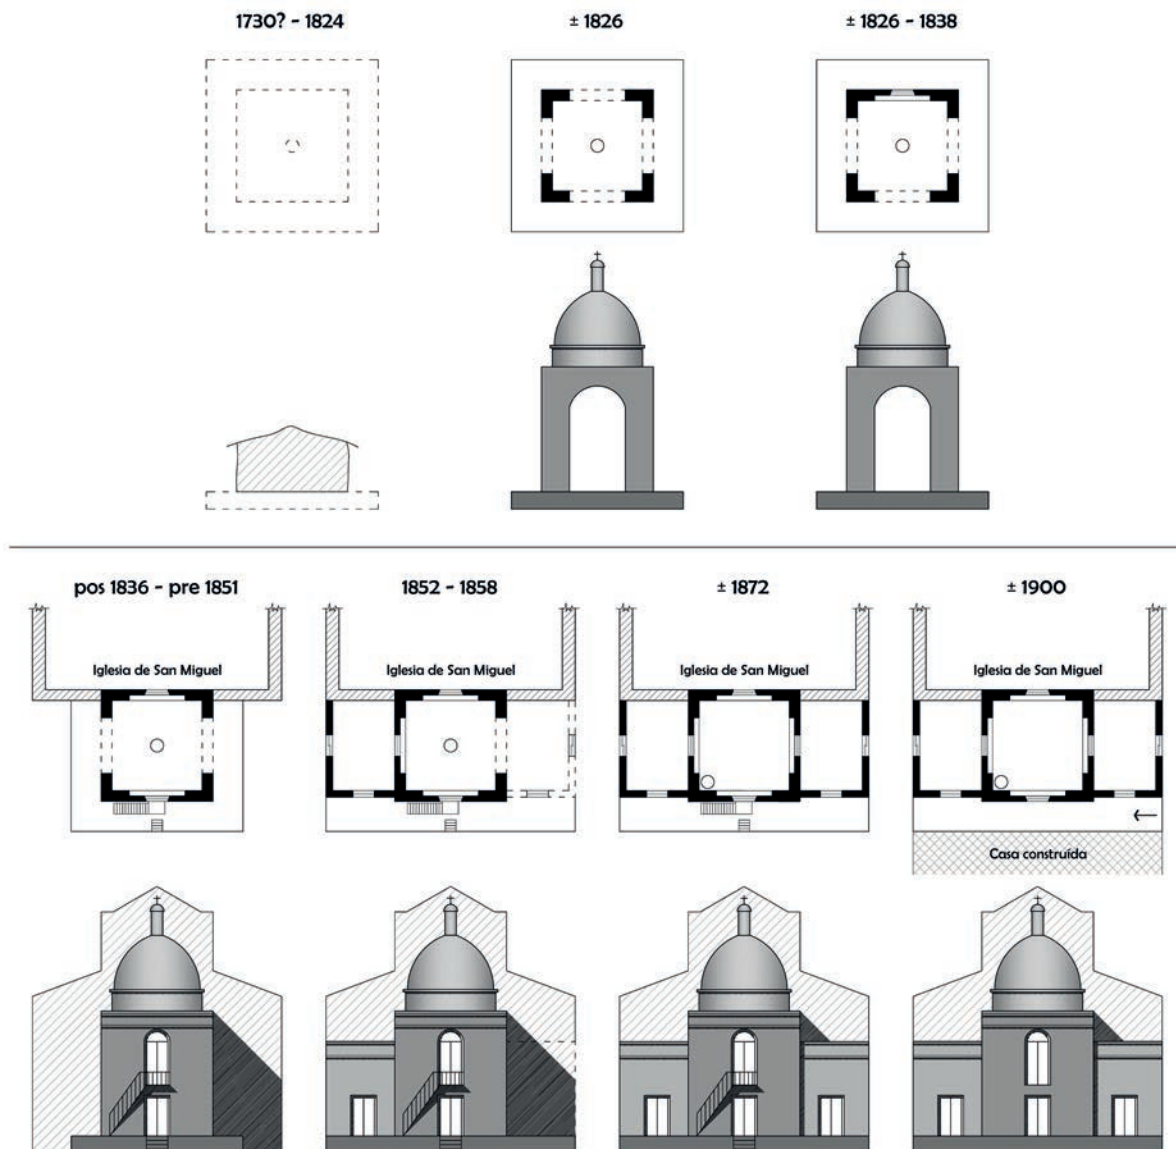 1730? - 1824
± 1826
± 1826 - 1838
pos 1836 - pre 1851
1852 - 1858
± 1872
± 1900
Iglesia de San Miguel
Iglesia de San Miguel
Iglesia de San Miguel
Iglesia de San Miguel
Casa construída